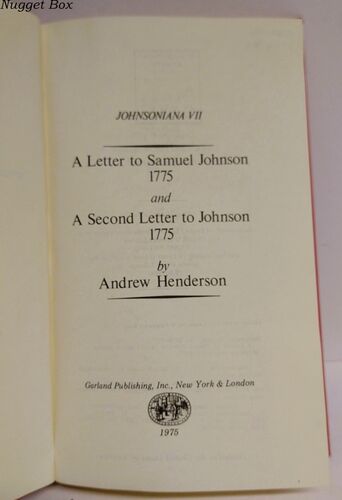 Nugget Box
JOHNSONIANA VII
A Letter to Samuel Johnson
1775
and
A Second Letter to Johnson
1775
by
Andrew Henderson
Garland Publishing, Inc., New York & London
1975